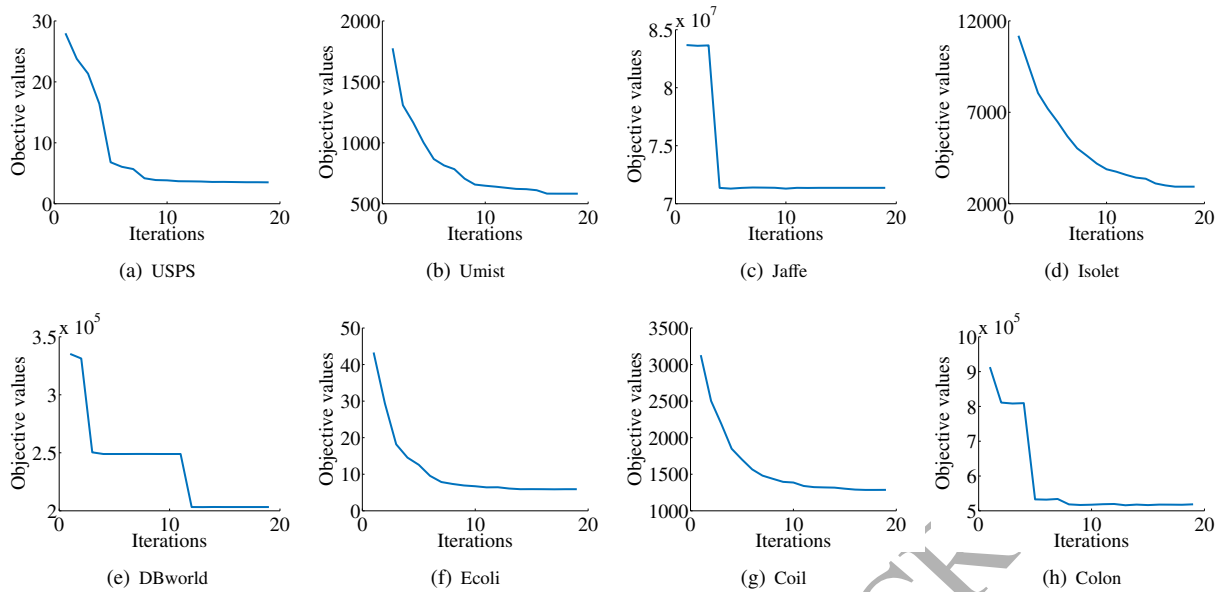 30
20
10
0
0
10
20
Obective values
Iterations
(a) USPS
2000
1500
1000
500
0
10
20
Objective values
Iterations
(b) Umist
x 10^7
8.5
8
7.5
7
0
10
20
Objective values
Iterations
(c) Jaffe
12000
7000
2000
0
10
20
Objective values
Iterations
(d) Isolet
x 10^5
3.5
3
2.5
2
0
10
20
Objective values
Iterations
(e) DBworld
50
40
30
20
10
0
0
10
20
Objective values
Iterations
(f) Ecoli
3500
3000
2500
2000
1500
1000
0
10
20
Objective values
Iterations
(g) Coil
x 10^5
10
9
8
7
6
5
0
10
20
Objective values
Iterations
(h) Colon